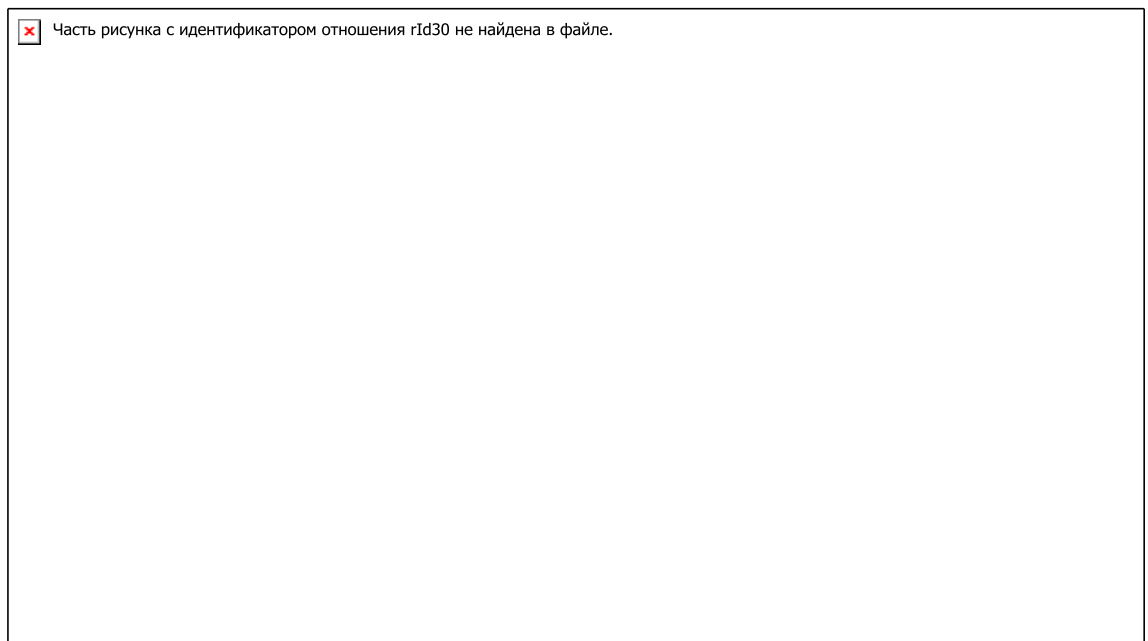 Часть рисунка с идентификатором отношения rId30 не найдена в файле.